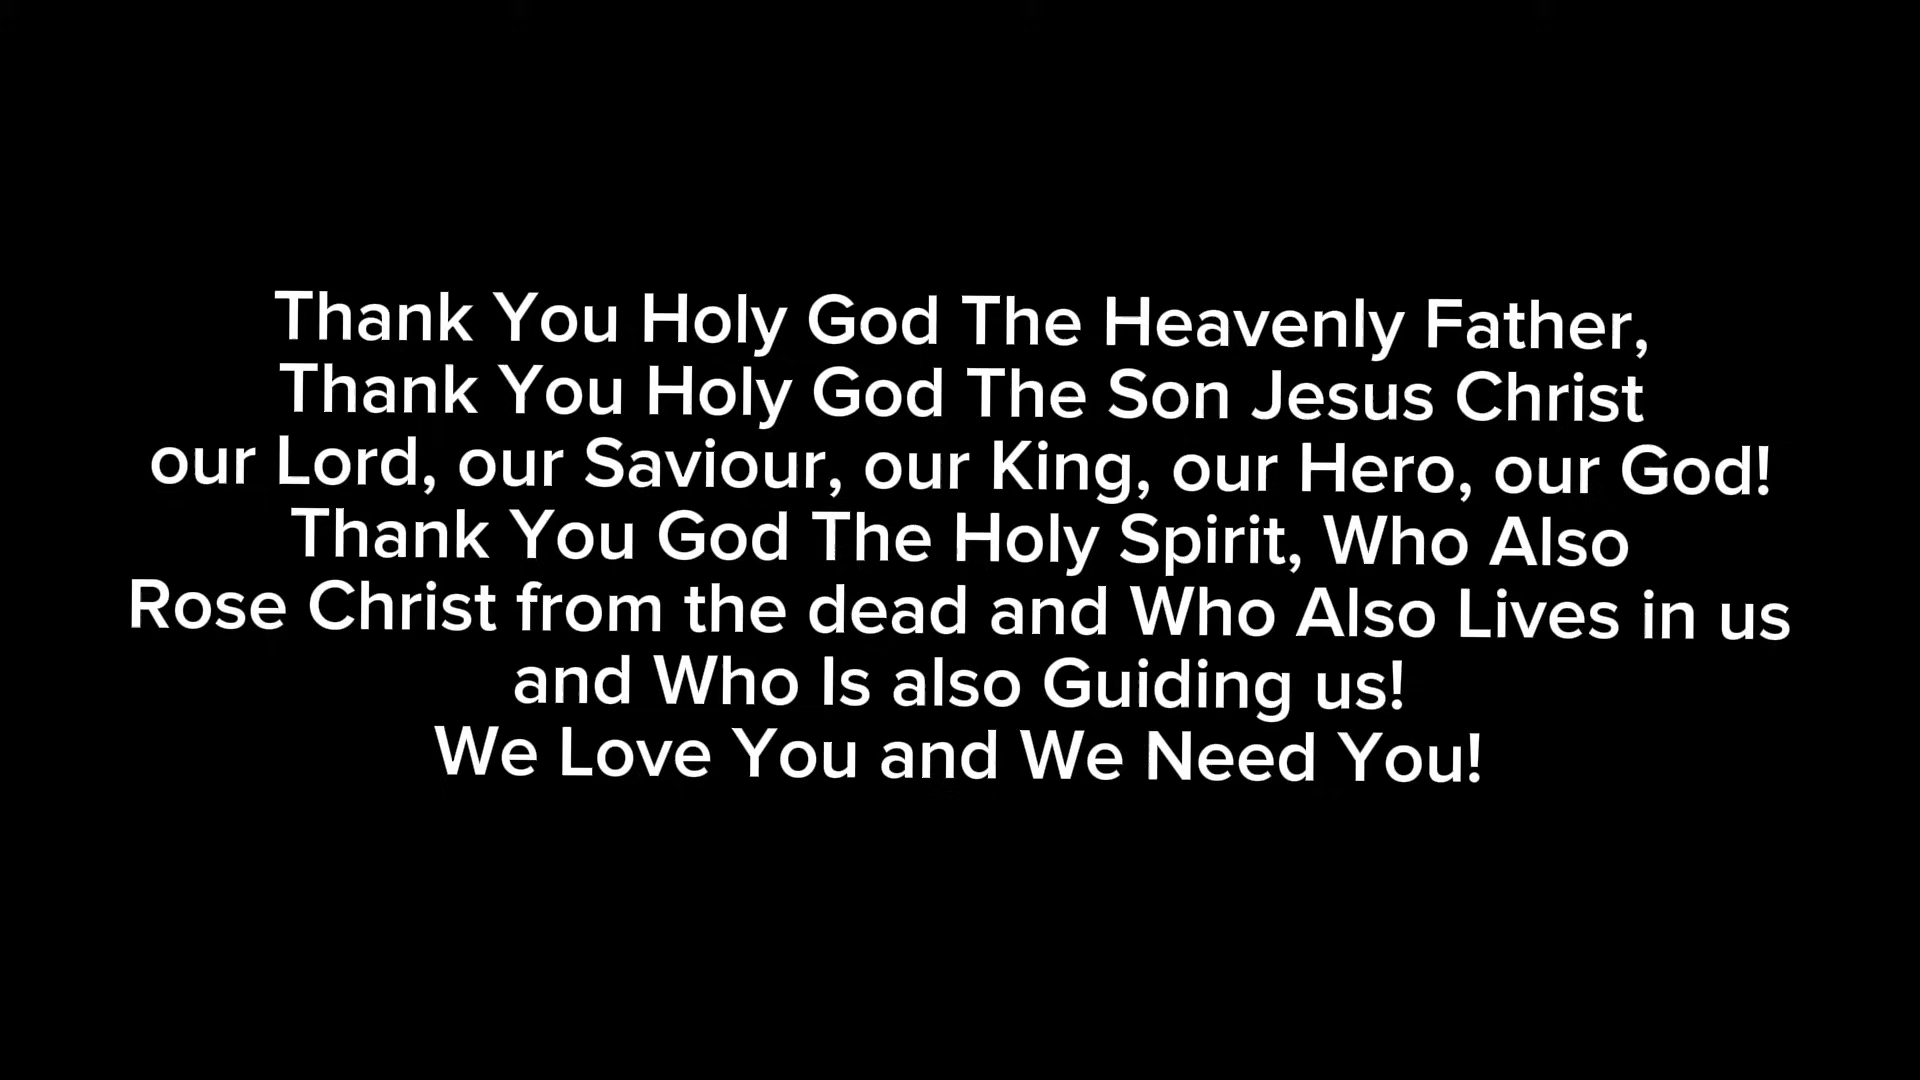 Thank You Holy God The Heavenly Father,
Thank You Holy God The Son Jesus Christ
our Lord, our Saviour, our King, our Hero, our God!
Thank You God The Holy Spirit, Who Also
Rose Christ from the dead and Who Also Lives in us
and Who Is also Guiding us!
We Love You and We Need You!